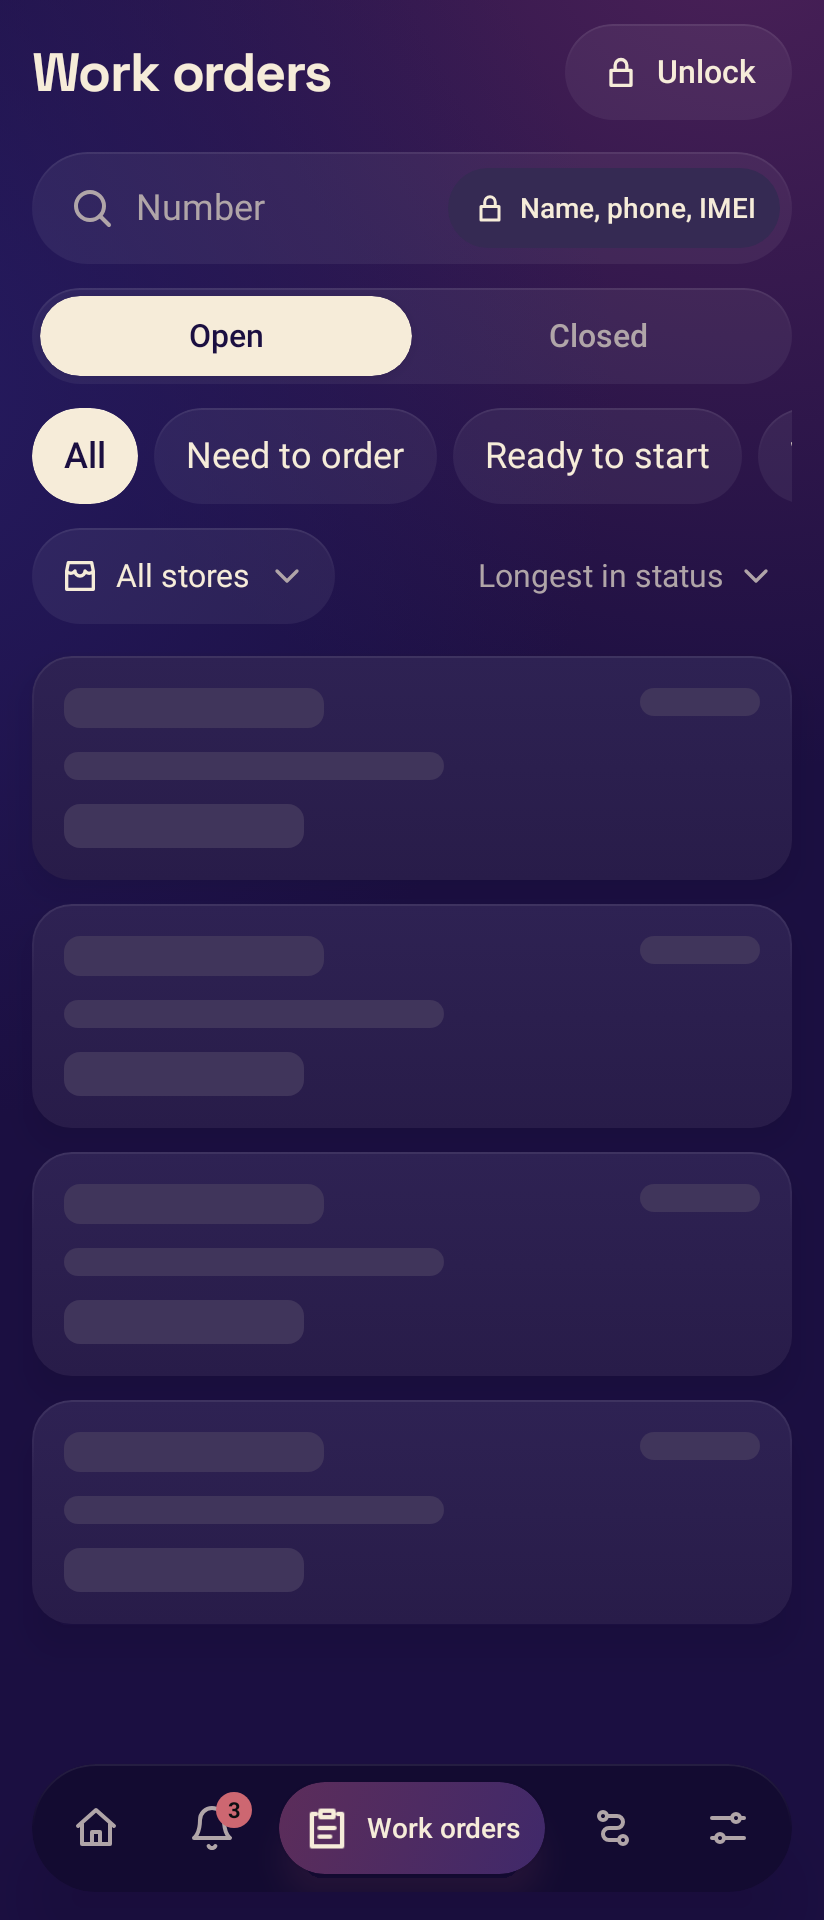 Work orders
Unlock
Number
Name, phone, IMEI
Open
Closed
All
Need to order
Ready to start
All stores
Longest in status
3
Work orders